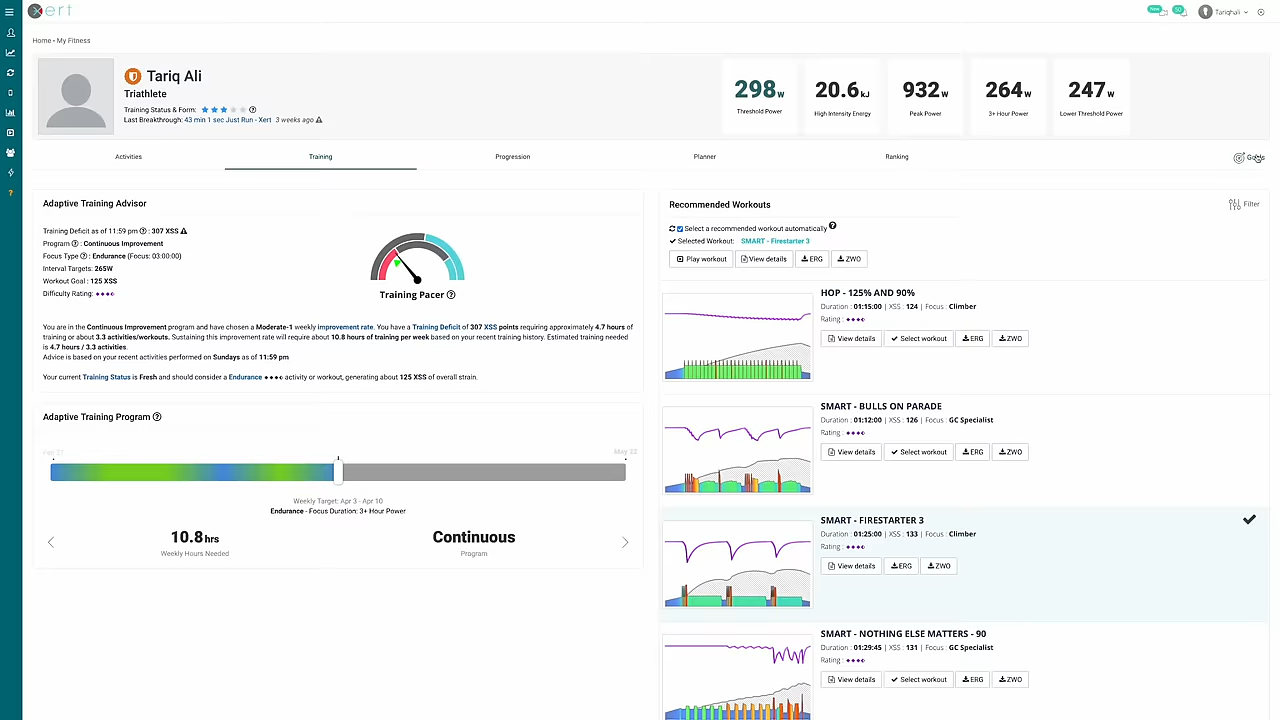 xert
New
50
Tariqhali
Home • My Fitness
Tariq Ali
Triathlete
Training Status & Form:
Last Breakthrough: 43 min 1 sec Just Run - Xert 3 weeks ago
298 W
Threshold Power
20.6 kJ
High Intensity Energy
932 W
Peak Power
264 W
3+ Hour Power
247 W
Lower Threshold Power
Activities
Training
Progression
Planner
Ranking
Goals
Adaptive Training Advisor
Training Deficit as of 11:59 pm : 307 XSS
Program : Continuous Improvement
Focus Type : Endurance (Focus: 03:00:00)
Interval Targets: 265W
Workout Goal : 125 XSS
Difficulty Rating :
Training Pacer
You are in the Continuous Improvement program and have chosen a Moderate-1 weekly improvement rate. You have a Training Deficit of 307 XSS points requiring approximately 4.7 hours of
training or about 3.3 activities/workouts. Sustaining this improvement rate will require about 10.8 hours of training per week based on your recent training history. Estimated training needed
is 4.7 hours / 3.3 activities.
Advice is based on your recent activities performed on Sundays as of 11:59 pm
Your current Training Status is Fresh and should consider a Endurance activity or workout, generating about 125 XSS of overall strain.
Adaptive Training Program
Feb 27
May 22
Weekly Target: Apr 3 - Apr 10
Endurance - Focus Duration: 3+ Hour Power
10.8 hrs
Weekly Hours Needed
Continuous
Program
Recommended Workouts
Filter
Select a recommended workout automatically
Selected Workout: SMART - Firestarter 3
Play workout
View details
ERG
ZWO
HOP - 125% AND 90%
Duration : 01:15:00 | XSS : 124 | Focus : Climber
Rating :
View details
Select workout
ERG
ZWO
SMART - BULLS ON PARADE
Duration : 01:12:00 | XSS : 126 | Focus : GC Specialist
Rating :
View details
Select workout
ERG
ZWO
SMART - FIRESTARTER 3
Duration : 01:25:00 | XSS : 133 | Focus : Climber
Rating :
View details
ERG
ZWO
SMART - NOTHING ELSE MATTERS - 90
Duration : 01:29:45 | XSS : 131 | Focus : GC Specialist
Rating :
View details
Select workout
ERG
ZWO